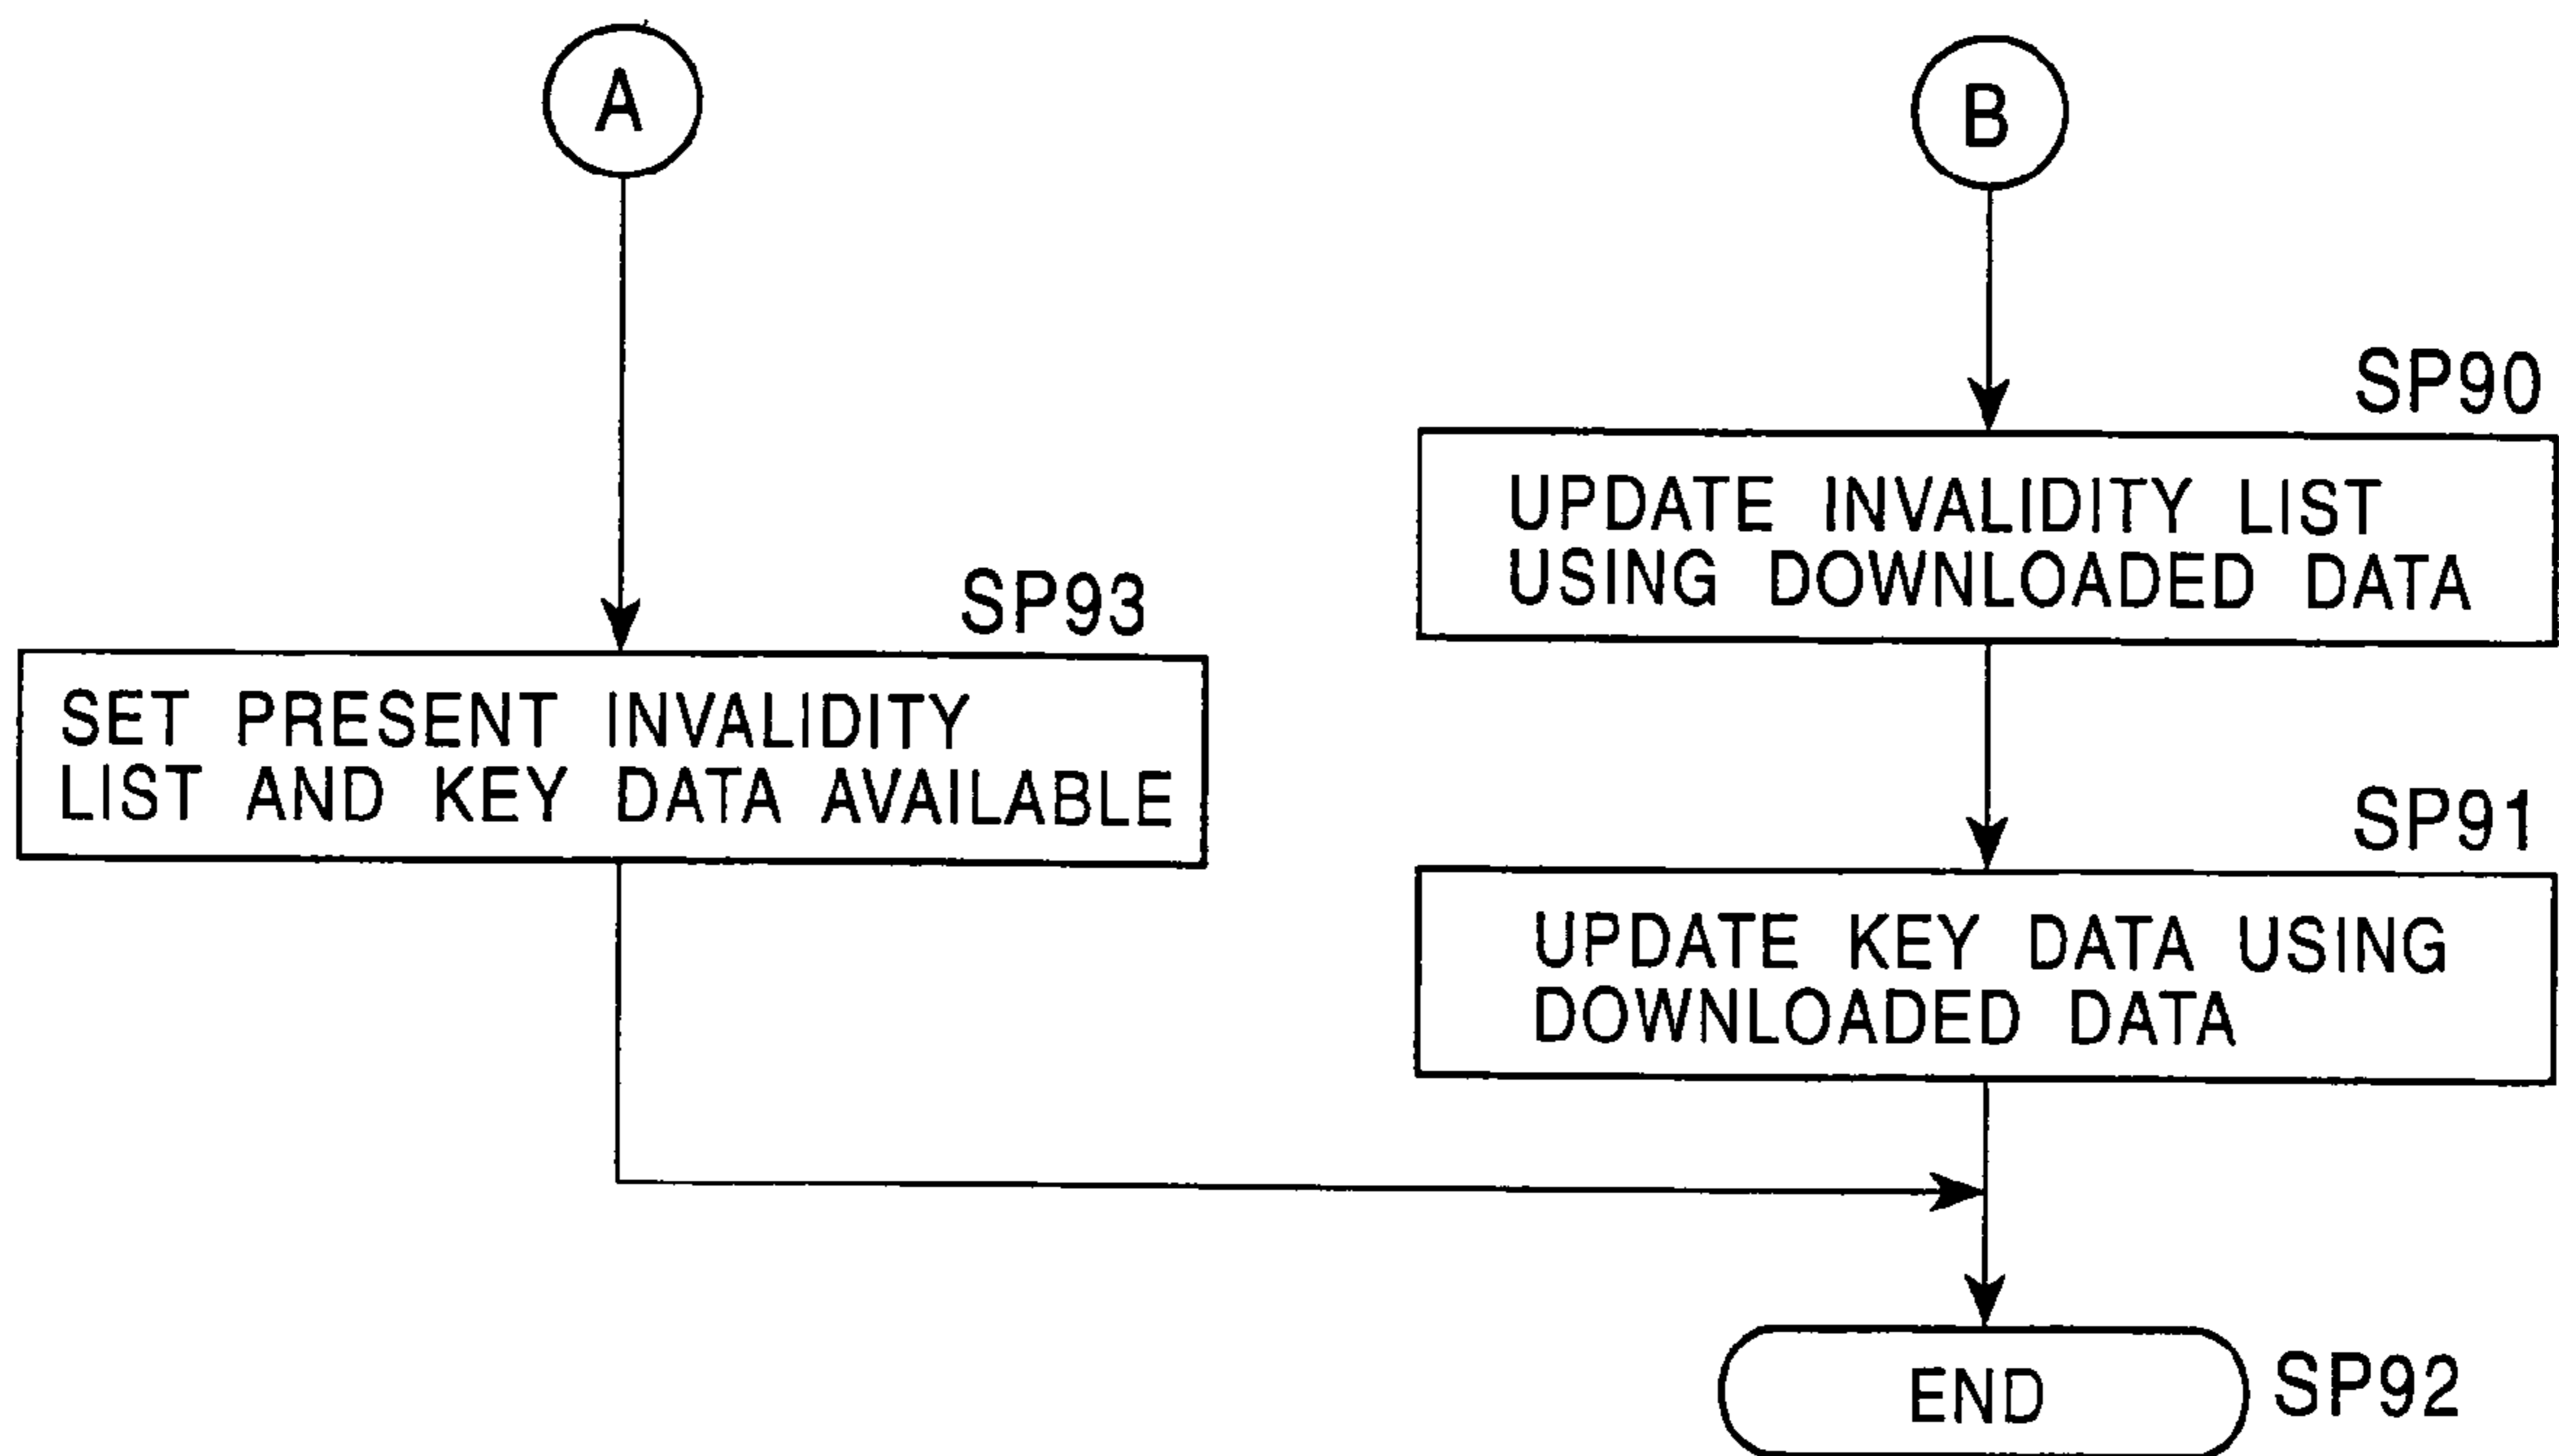 A
B
SP90
UPDATE INVALIDITY LIST
USING DOWNLOADED DATA
SP93
SET PRESENT INVALIDITY
LIST AND KEY DATA AVAILABLE
SP91
UPDATE KEY DATA USING
DOWNLOADED DATA
END
SP92